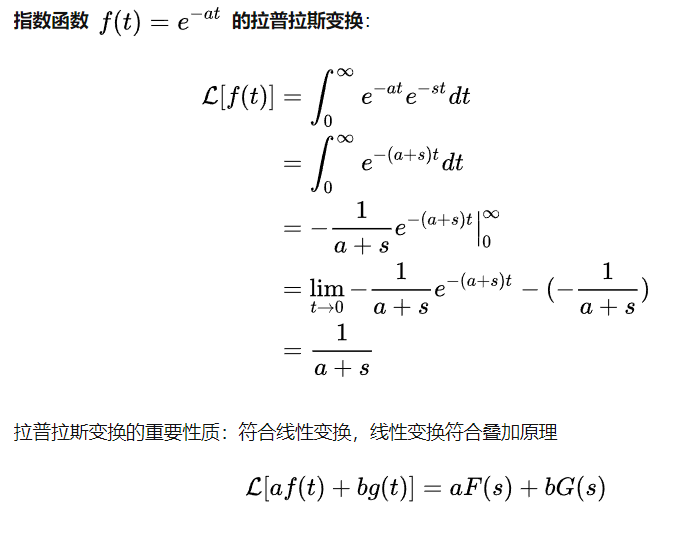 指数函数 $f(t) = e^{-at}$ 的拉普拉斯变换:
$\mathcal{L}[f(t)] = \int_0^\infty e^{-at} e^{-st} dt$
$= \int_0^\infty e^{-(a+s)t} dt$
$= -\frac{1}{a+s} e^{-(a+s)t} \Big|_0^\infty$
$= \lim_{t \to 0} -\frac{1}{a+s} e^{-(a+s)t} - (-\frac{1}{a+s})$
$= \frac{1}{a+s}$
拉普拉斯变换的重要性质：符合线性变换，线性变换符合叠加原理
$\mathcal{L}[af(t) + bg(t)] = aF(s) + bG(s)$